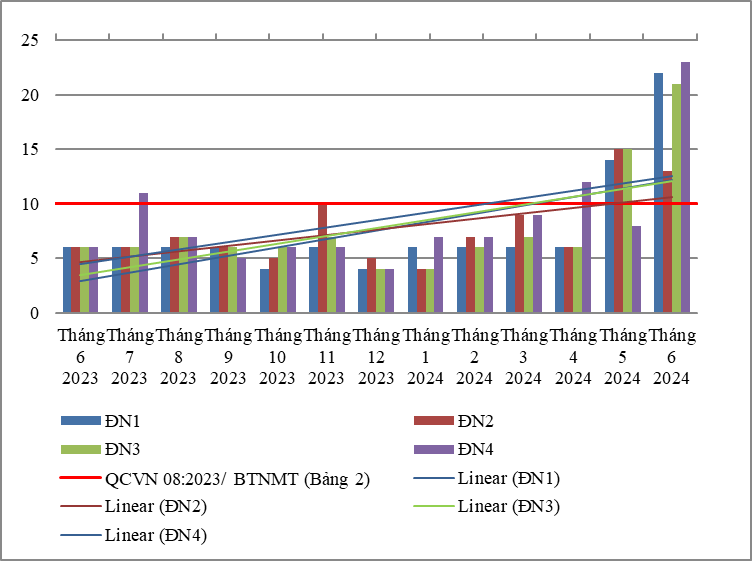 25
20
15
10
5
0
Tháng Tháng Tháng Tháng Tháng Tháng Tháng Tháng Tháng Tháng Tháng Tháng Tháng
6 7 8 9 10 11 12 1 2 3 4 5 6
2023 2023 2023 2023 2023 2023 2023 2024 2024 2024 2024 2024 2024
ĐN1 ĐN2
ĐN3 ĐN4
QCVN 08:2023/ BTNMT (Bảng 2) Linear (ĐN1)
Linear (ĐN2) Linear (ĐN3)
Linear (ĐN4)